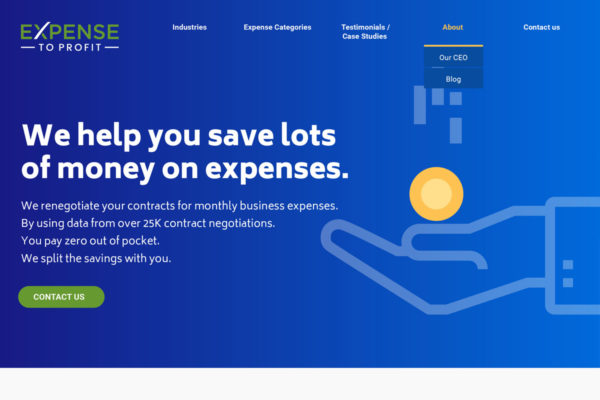 EXPENSE
TO PROFIT
Industries
Expense Categories
Testimonials /
Case Studies
About
Contact us
Our CEO
Blog
We help you save lots
of money on expenses.
We renegotiate your contracts for monthly business expenses.
By using data from over 25K contract negotiations.
You pay zero out of pocket.
We split the savings with you.
CONTACT US